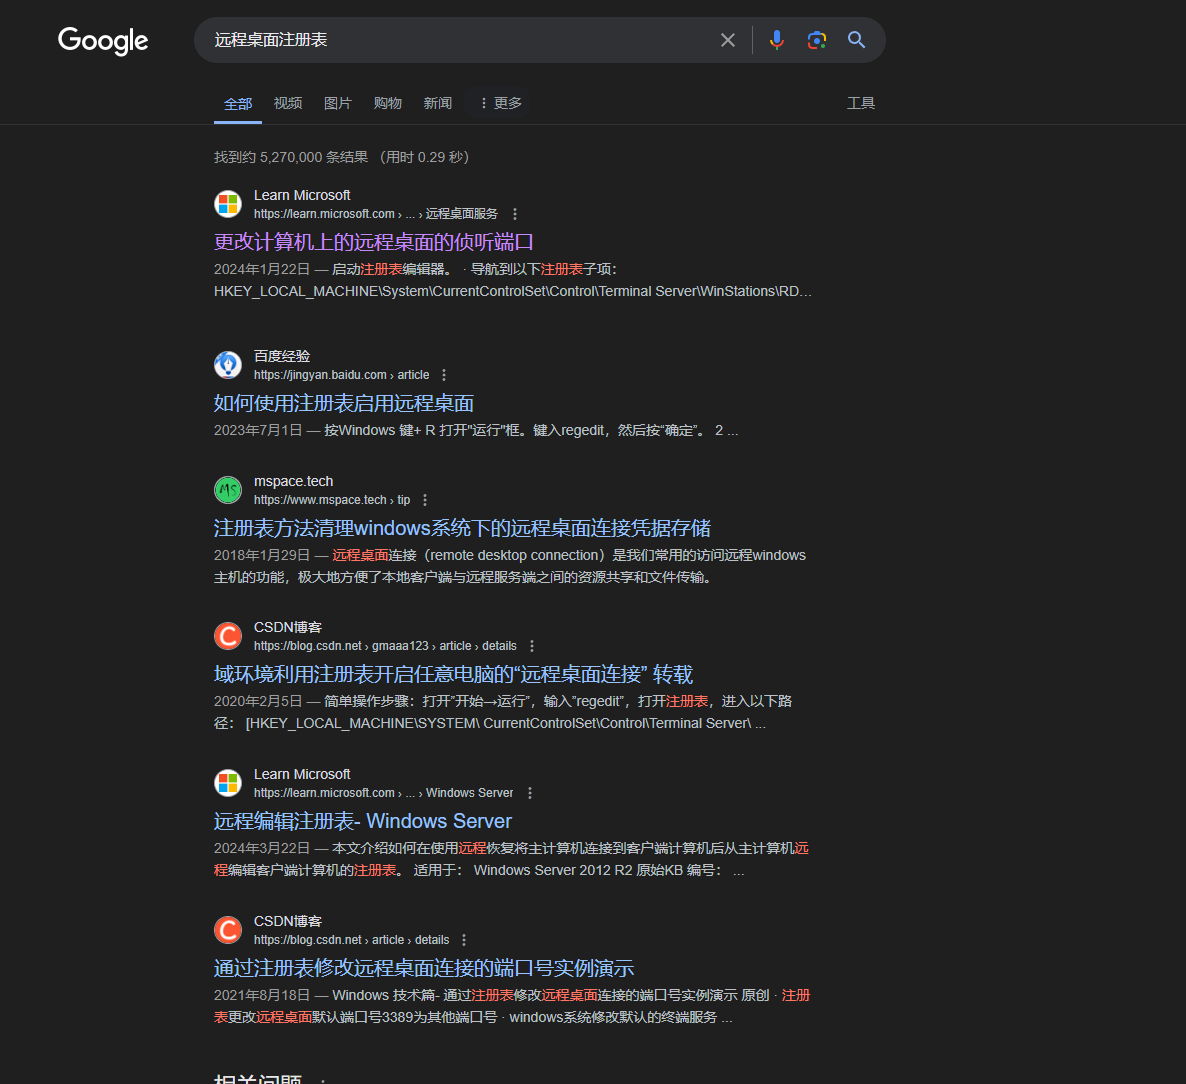 Google
远程桌面注册表
全部 视频 图片 购物 新闻 更多 工具
找到约 5,270,000 条结果 （用时 0.29 秒）
Learn Microsoft
https://learn.microsoft.com › ... › 远程桌面服务
更改计算机上的远程桌面的侦听端口
2024年1月22日 — 启动注册表编辑器。 · 导航到以下注册表子项：
HKEY_LOCAL_MACHINE\System\CurrentControlSet\Control\Terminal Server\WinStations\RD...
百度经验
https://jingyan.baidu.com › article
如何使用注册表启用远程桌面
2023年7月1日 — 按Windows 键+ R 打开"运行"框。键入regedit，然后按“确定”。 2 ...
MS
mspace.tech
https://www.mspace.tech › tip
注册表方法清理windows系统下的远程桌面连接凭据存储
2018年1月29日 — 远程桌面连接（remote desktop connection）是我们常用的访问远程windows
主机的功能，极大地方便了本地客户端与远程服务端之间的资源共享和文件传输。
C
CSDN博客
https://blog.csdn.net › gmaaa123 › article › details
域环境利用注册表开启任意电脑的“远程桌面连接” 转载
2020年2月5日 — 简单操作步骤：打开”开始→运行”，输入”regedit”，打开注册表，进入以下路
径： [HKEY_LOCAL_MACHINE\SYSTEM\ CurrentControlSet\Control\Terminal Server\ ...
Learn Microsoft
https://learn.microsoft.com › ... › Windows Server
远程编辑注册表- Windows Server
2024年3月22日 — 本文介绍如何在使用远程恢复将主计算机连接到客户端计算机后从主计算机远
程编辑客户端计算机的注册表。 适用于： Windows Server 2012 R2 原始KB 编号： ...
C
CSDN博客
https://blog.csdn.net › article › details
通过注册表修改远程桌面连接的端口号实例演示
2021年8月18日 — Windows 技术篇- 通过注册表修改远程桌面连接的端口号实例演示 原创 · 注册
表更改远程桌面默认端口号3389为其他端口号 · windows系统修改默认的终端服务 ...
相关问题